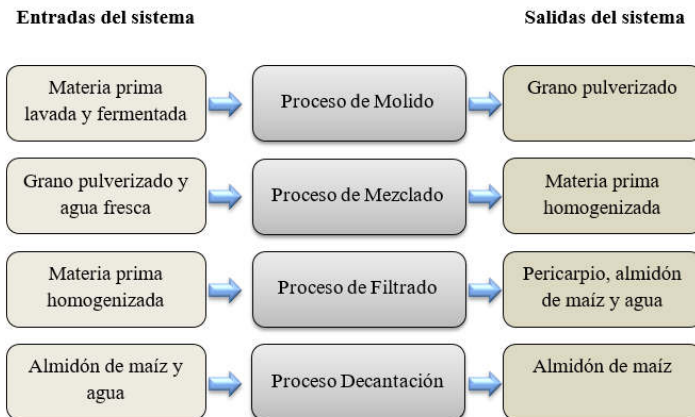 Entradas del sistema
Salidas del sistema
Materia prima
lavada y fermentada
Proceso de Molido
Grano pulverizado
Grano pulverizado y
agua fresca
Proceso de Mezclado
Materia prima
homogenizada
Materia prima
homogenizada
Proceso de Filtrado
Pericarpio, almidón
de maíz y agua
Almidón de maíz y
agua
Proceso Decantación
Almidón de maíz